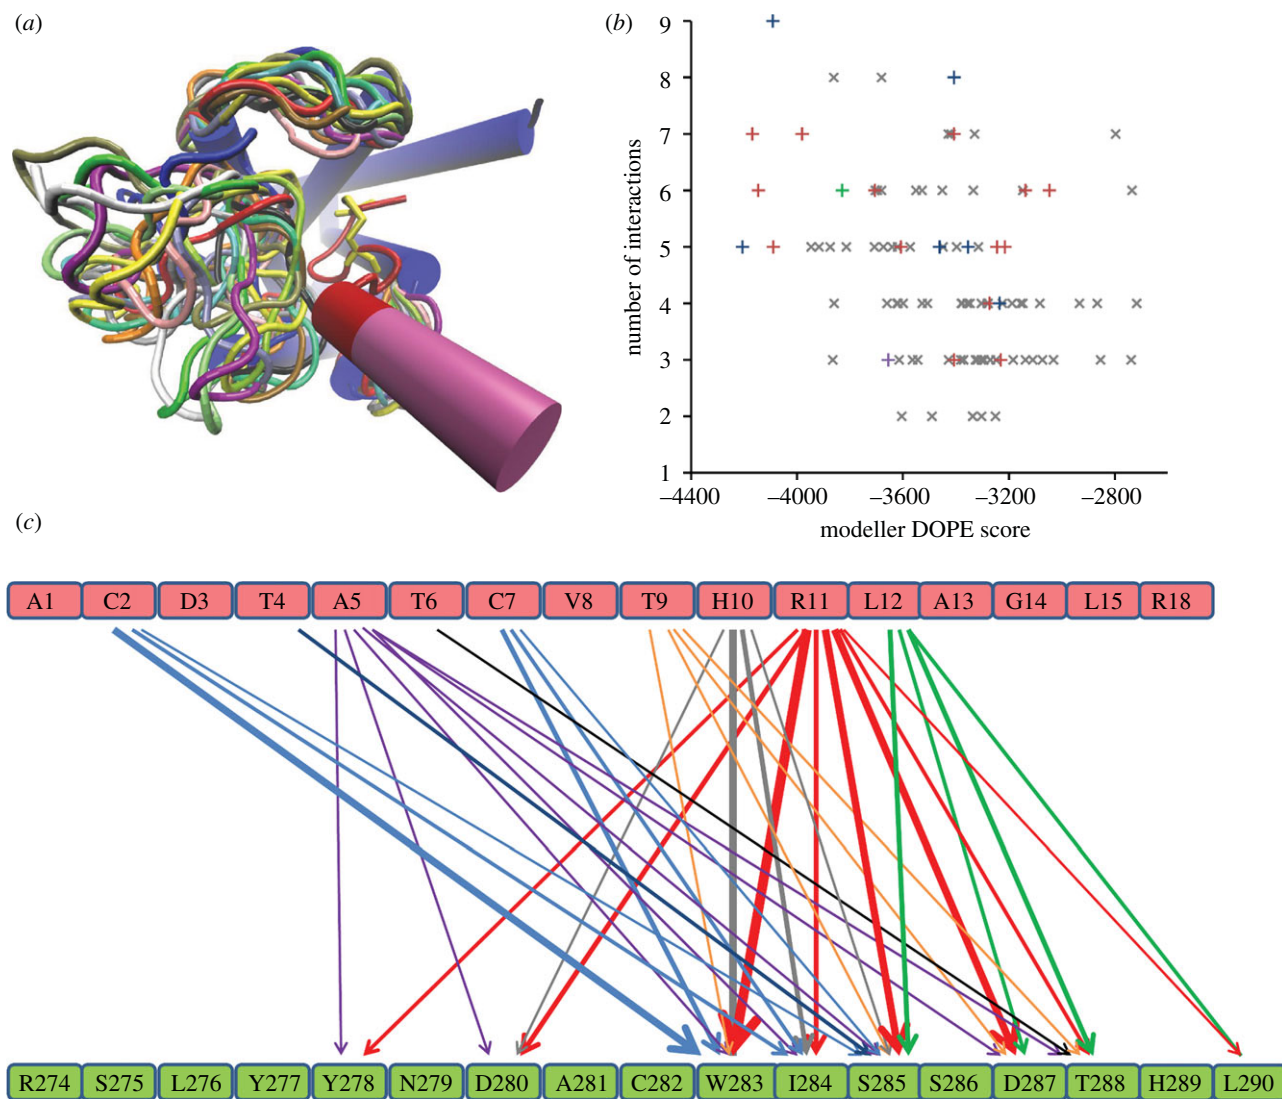 (a)
(b)
9
8
7
6
5
4
3
2
1
number of interactions
–4400 –4000 –3600 –3200 –2800
modeller DOPE score
(c)
A1 C2 D3 T4 A5 T6 C7 V8 T9 H10 R11 L12 A13 G14 L15 R18
R274 S275 L276 Y277 Y278 N279 D280 A281 C282 W283 I284 S285 S286 D287 T288 H289 L290